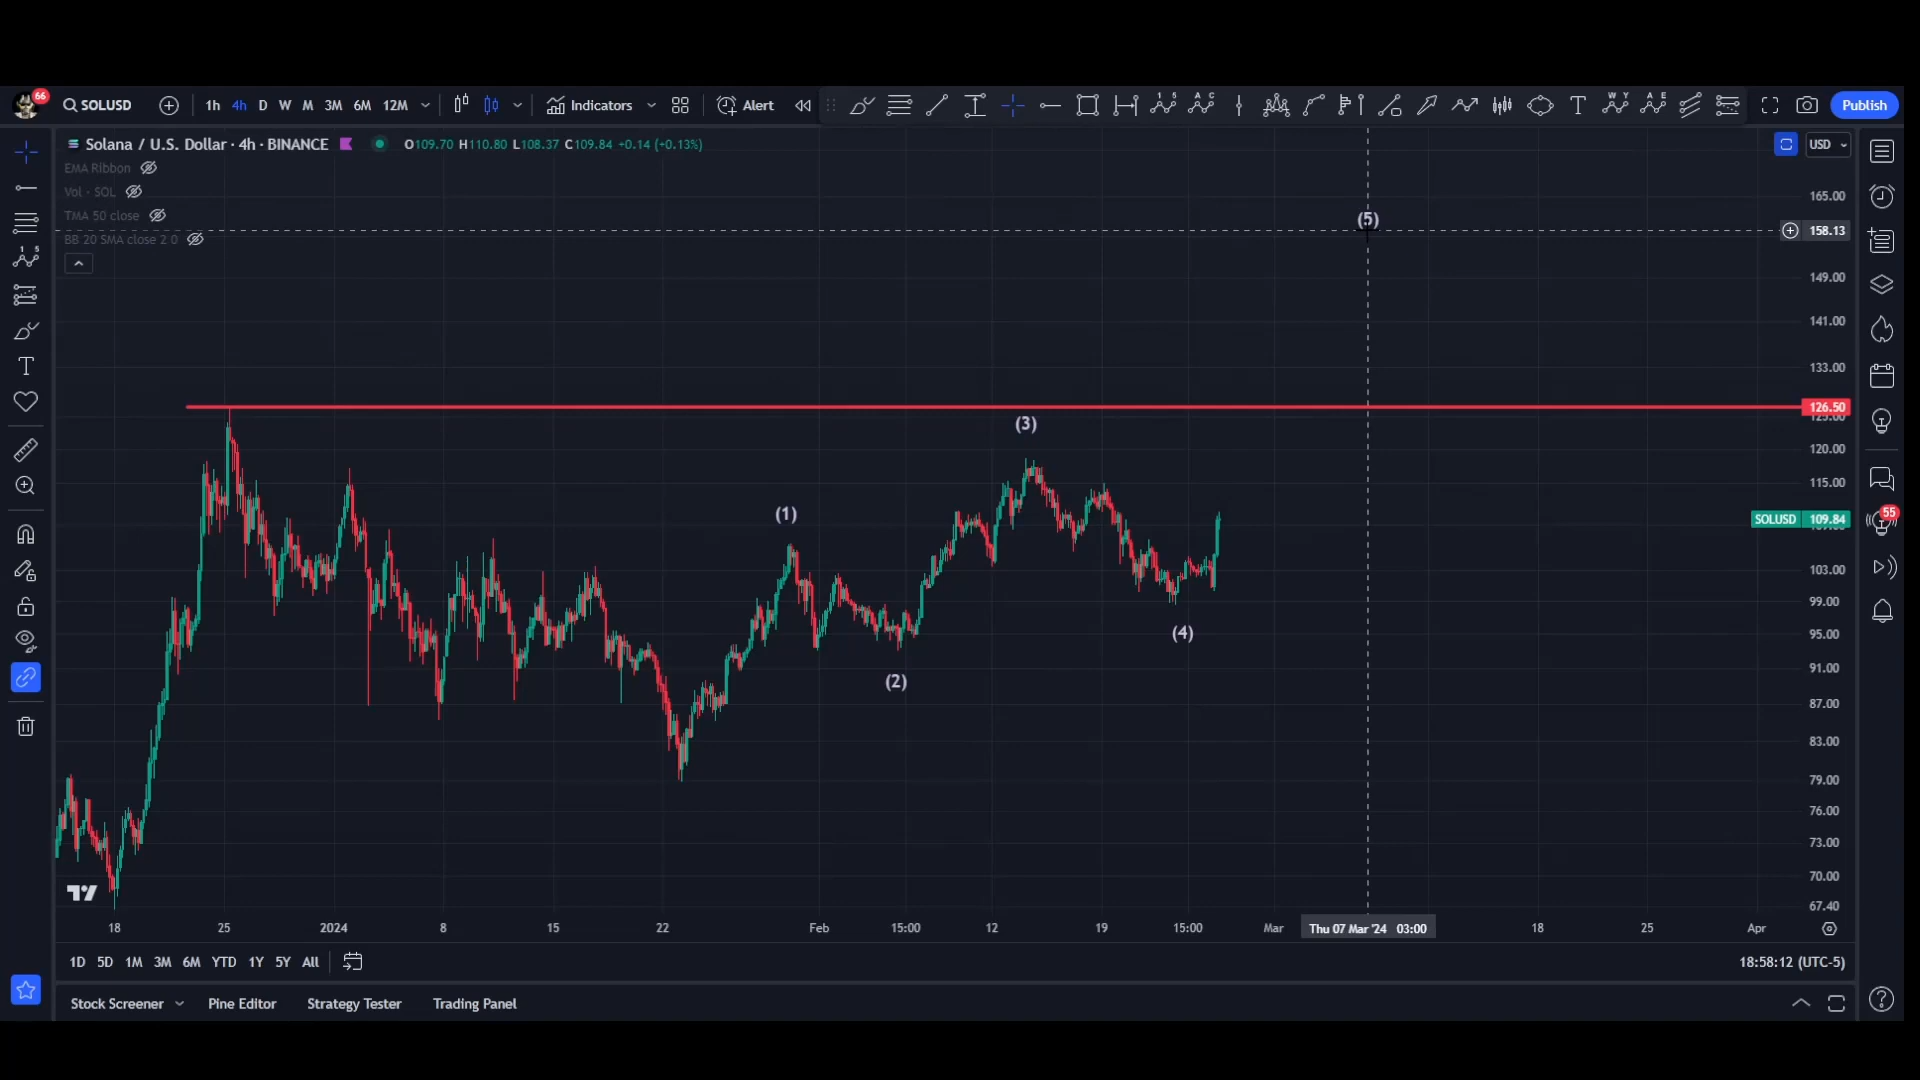 66
SOLUSD
1h 4h D W M 3M 6M 12M
Indicators
Alert
Publish
Solana / U.S. Dollar · 4h · BINANCE
O109.70 H110.80 L108.37 C109.84 +0.14 (+0.13%)
USD
EMA Ribbon
Vol · SOL
TMA 50 close
BB 20 SMA close 2 0
165.00
(5)
158.13
149.00
141.00
133.00
126.50
(3)
120.00
115.00
(1)
SOLUSD 109.84
55
103.00
99.00
(4)
95.00
91.00
(2)
87.00
83.00
79.00
76.00
73.00
70.00
67.40
18 25 2024 8 15 22 Feb 15:00 12 19 15:00 Mar Thu 07 Mar '24 03:00 18 25 Apr
1D 5D 1M 3M 6M YTD 1Y 5Y All
18:58:12 (UTC-5)
Stock Screener Pine Editor Strategy Tester Trading Panel